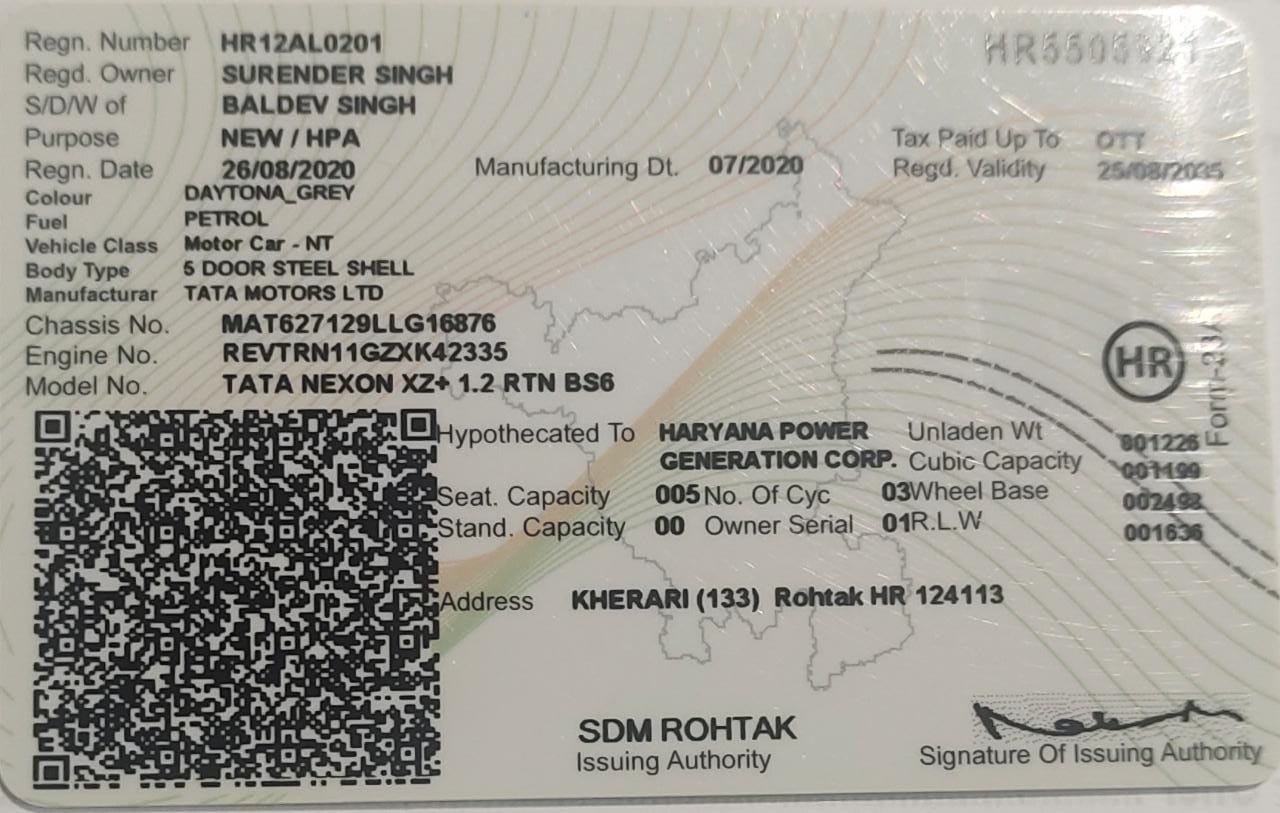 Regn. Number HR12AL0201
Regd. Owner SURENDER SINGH
S/D/W of BALDEV SINGH
Purpose NEW / HPA Tax Paid Up To OTT
Regn. Date 26/08/2020 Manufacturing Dt. 07/2020 Regd. Validity 25/08/2035
Colour DAYTONA_GREY
Fuel PETROL
Vehicle Class Motor Car - NT
Body Type 5 DOOR STEEL SHELL
Manufacturar TATA MOTORS LTD
Chassis No. MAT627129LLG16876
Engine No. REVTRN11GZXK42335
Model No. TATA NEXON XZ+ 1.2 RTN BS6
HR
Hypothecated To HARYANA POWER Unladen Wt 001226
GENERATION CORP. Cubic Capacity 001199
Seat. Capacity 005 No. Of Cyc 03 Wheel Base 002498
Stand. Capacity 00 Owner Serial 01 R.L.W 001636
Address KHERARI (133) Rohtak HR 124113
SDM ROHTAK
Issuing Authority
Signature Of Issuing Authority